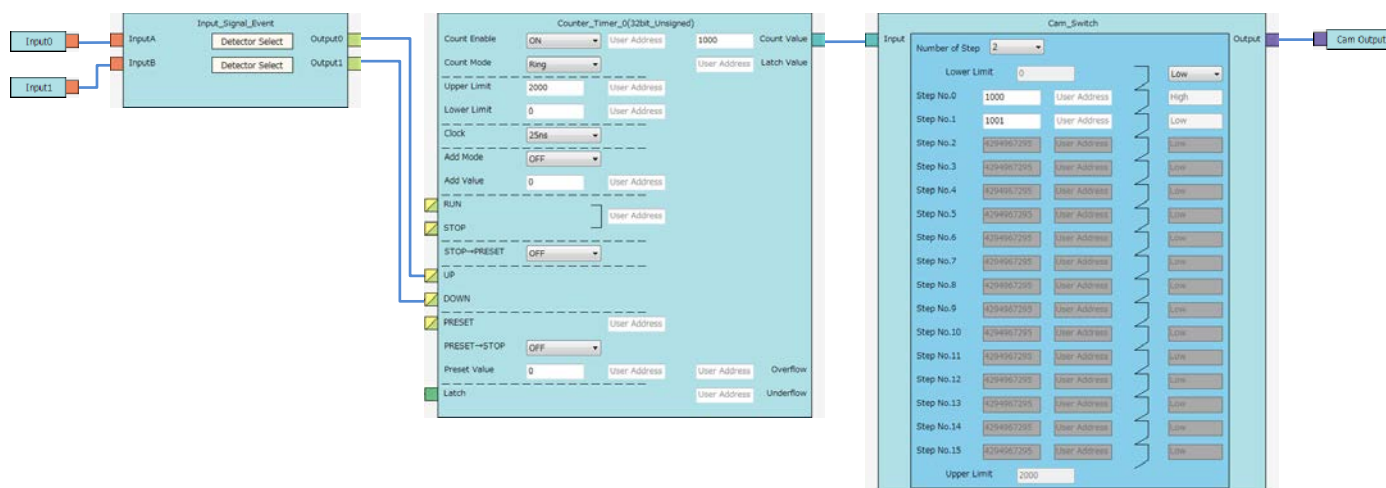 Input0
Input1
Input_Signal_Event
InputA Detector Select Output0
InputB Detector Select Output1
Counter_Timer_0(32bit_Unsigned)
Count Enable ON User Address 1000 Count Value
Count Mode Ring User Address Latch Value
Upper Limit 2000 User Address
Lower Limit 0 User Address
Clock 25ns
Add Mode OFF
Add Value 0 User Address
RUN
User Address
STOP
STOP→PRESET OFF
UP
DOWN
PRESET User Address
PRESET→STOP OFF
Preset Value 0 User Address User Address Overflow
Latch User Address Underflow
Cam_Switch
Input Output
Number of Step 2
Lower Limit 0 Low
Step No.0 1000 User Address High
Step No.1 1001 User Address Low
Step No.2 4294967295 User Address Low
Step No.3 4294967295 User Address Low
Step No.4 4294967295 User Address Low
Step No.5 4294967295 User Address Low
Step No.6 4294967295 User Address Low
Step No.7 4294967295 User Address Low
Step No.8 4294967295 User Address Low
Step No.9 4294967295 User Address Low
Step No.10 4294967295 User Address Low
Step No.11 4294967295 User Address Low
Step No.12 4294967295 User Address Low
Step No.13 4294967295 User Address Low
Step No.14 4294967295 User Address Low
Step No.15 4294967295 User Address Low
Upper Limit 2000
Cam Output